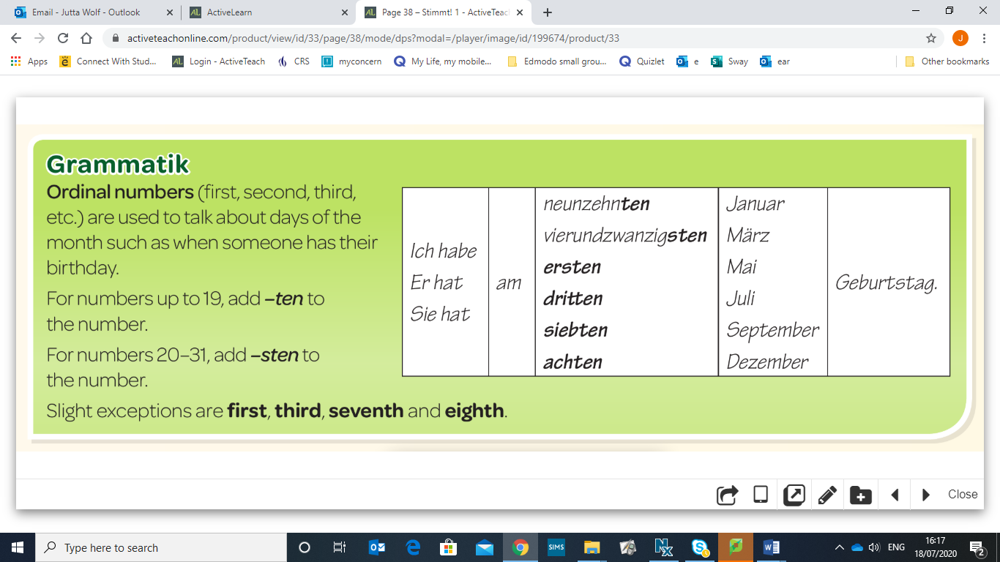 Email - Jutta Wolf - Outlook
ActiveLearn
Page 38 – Stimmt! 1 - ActiveTeac
activeteachonline.com/product/view/id/33/page/38/mode/dps?modal=/player/image/id/199674/product/33
J
Apps
Connect With Stud...
Login - ActiveTeach
CRS
myconcern
My Life, my mobile...
Edmodo small grou...
Quizlet
e
Sway
ear
Other bookmarks
Grammatik
Ordinal numbers (first, second, third,
etc.) are used to talk about days of the
month such as when someone has their
birthday.
For numbers up to 19, add –ten to
the number.
For numbers 20–31, add –sten to
the number.
Slight exceptions are first, third, seventh and eighth.
Ich habe
Er hat
Sie hat
am
neunzehnten
vierundzwanzigsten
ersten
dritten
siebten
achten
Januar
März
Mai
Juli
September
Dezember
Geburtstag.
Close
Type here to search
SIMS
ENG
16:17
18/07/2020
2